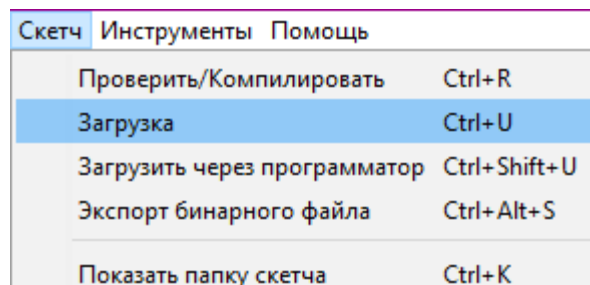 Скетч Инструменты Помощь
Проверить/Компилировать Ctrl+R
Загрузка Ctrl+U
Загрузить через программатор Ctrl+Shift+U
Экспорт бинарного файла Ctrl+Alt+S
Показать папку скетча Ctrl+K